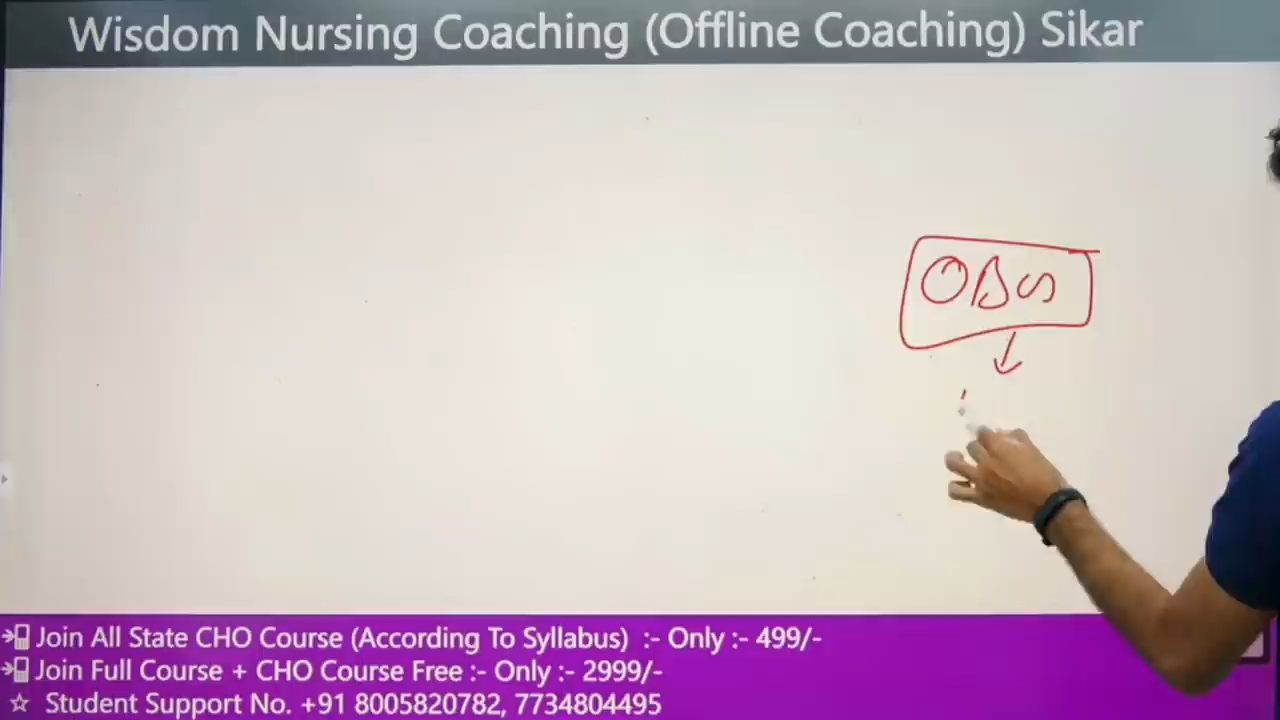 Wisdom Nursing Coaching (Offline Coaching) Sikar
OBG
Join All State CHO Course (According To Syllabus) :- Only :- 499/-
Join Full Course + CHO Course Free :- Only :- 2999/-
☆ Student Support No. +91 8005820782, 7734804495